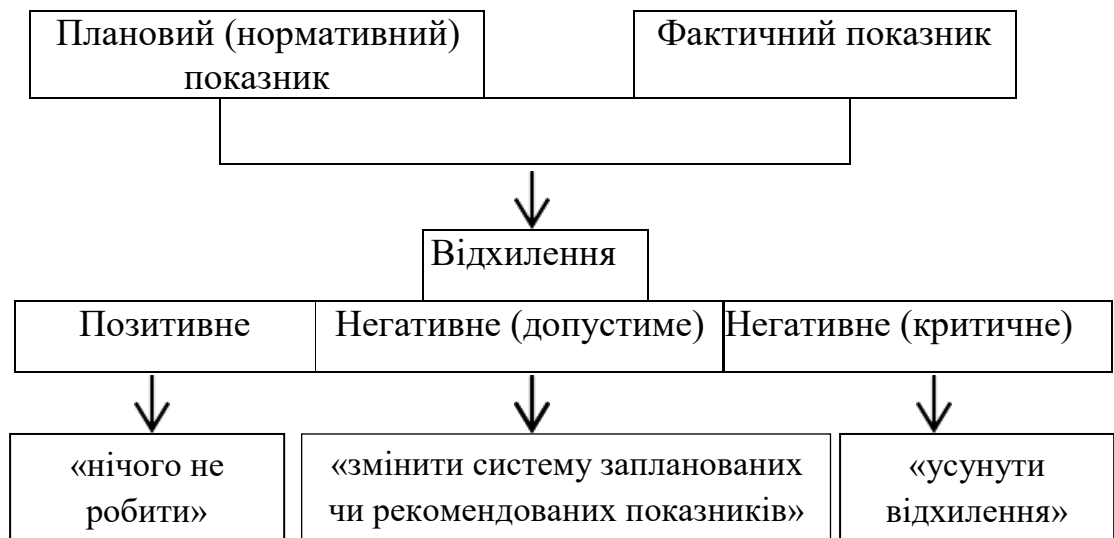 Плановий (нормативний)
показник
Фактичний показник
Відхилення
Позитивне
Негативне (допустиме)
Негативне (критичне)
«нічого не
робити»
«змінити систему запланованих
чи рекомендованих показників»
«усунути
відхилення»